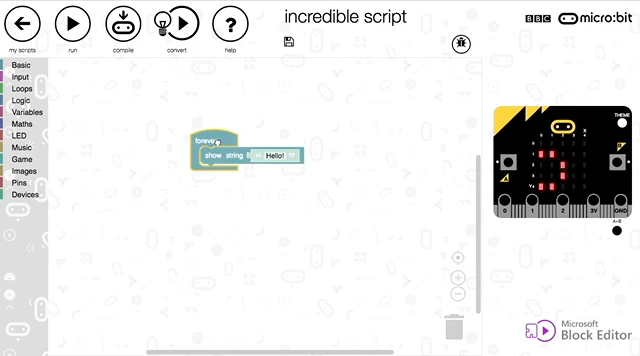 incredible script
BBC micro:bit
my scripts
run
compile
convert
help
Basic
Input
Loops
Logic
Variables
Maths
LED
Music
Game
Images
Pins
Devices
forever
show string
Hello!
THEME
A
B
0 1 2 3V GND
A+B
Microsoft
Block Editor